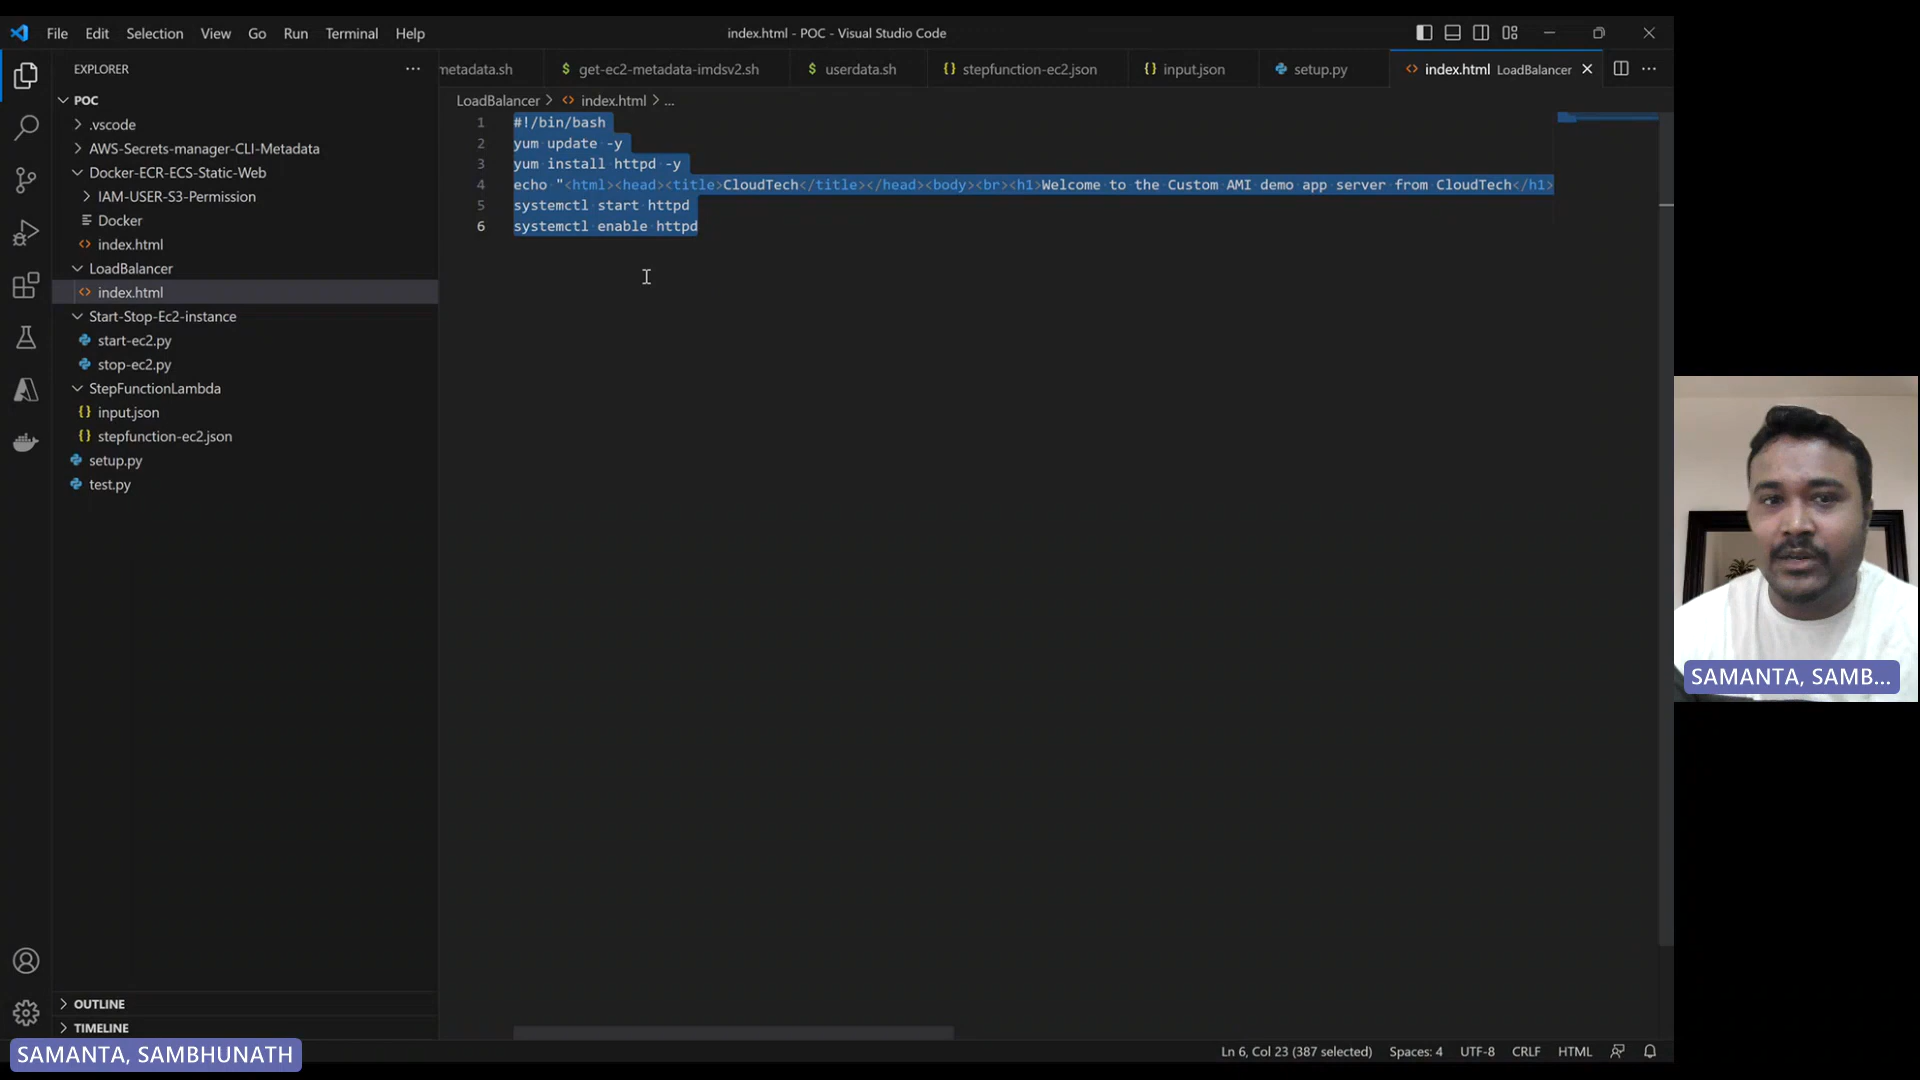 File Edit Selection View Go Run Terminal Help
index.html - POC - Visual Studio Code
EXPLORER
POC
.vscode
AWS-Secrets-manager-CLI-Metadata
Docker-ECR-ECS-Static-Web
IAM-USER-S3-Permission
Docker
index.html
LoadBalancer
index.html
Start-Stop-Ec2-instance
start-ec2.py
stop-ec2.py
StepFunctionLambda
input.json
stepfunction-ec2.json
setup.py
test.py
OUTLINE
TIMELINE
metadata.sh
get-ec2-metadata-imdsv2.sh
userdata.sh
stepfunction-ec2.json
input.json
setup.py
index.html LoadBalancer
LoadBalancer > index.html > ...
1 #!/bin/bash
2 yum update -y
3 yum install httpd -y
4 echo "<html><head><title>CloudTech</title></head><body><br><h1>Welcome to the Custom AMI demo app server from CloudTech</h1>
5 systemctl start httpd
6 systemctl enable httpd
Ln 6, Col 23 (387 selected) Spaces: 4 UTF-8 CRLF HTML
SAMANTA, SAMB...
SAMANTA, SAMBHUNATH